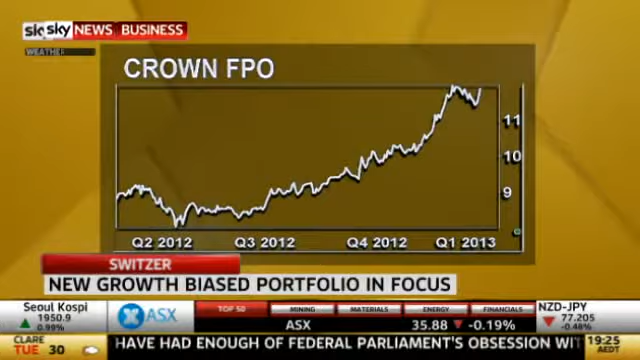 sky sky NEWS BUSINESS
WEATHER
CROWN FPO
11
10
9
Q2 2012 Q3 2012 Q4 2012 Q1 2013
SWITZER
NEW GROWTH BIASED PORTFOLIO IN FOCUS
Seoul Kospi
1950.9
0.99%
ASX
TOP 50 MINING MATERIALS ENERGY FINANCIALS
ASX 35.88 -0.19%
NZD-JPY
77.205
-0.48%
CLARE
TUE 30
HAVE HAD ENOUGH OF FEDERAL PARLIAMENT'S OBSESSION WIT
19:25
AEDT